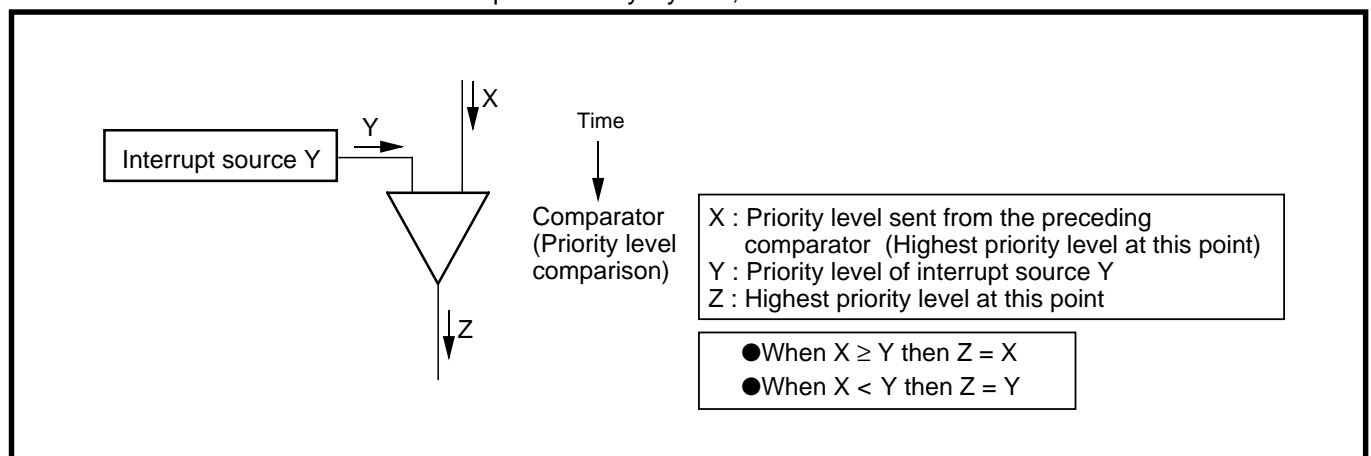 X
Y
Time
Interrupt source Y
Comparator
(Priority level
comparison)
X : Priority level sent from the preceding
comparator (Highest priority level at this point)
Y : Priority level of interrupt source Y
Z : Highest priority level at this point
Z
●When X ≥ Y then Z = X
●When X < Y then Z = Y